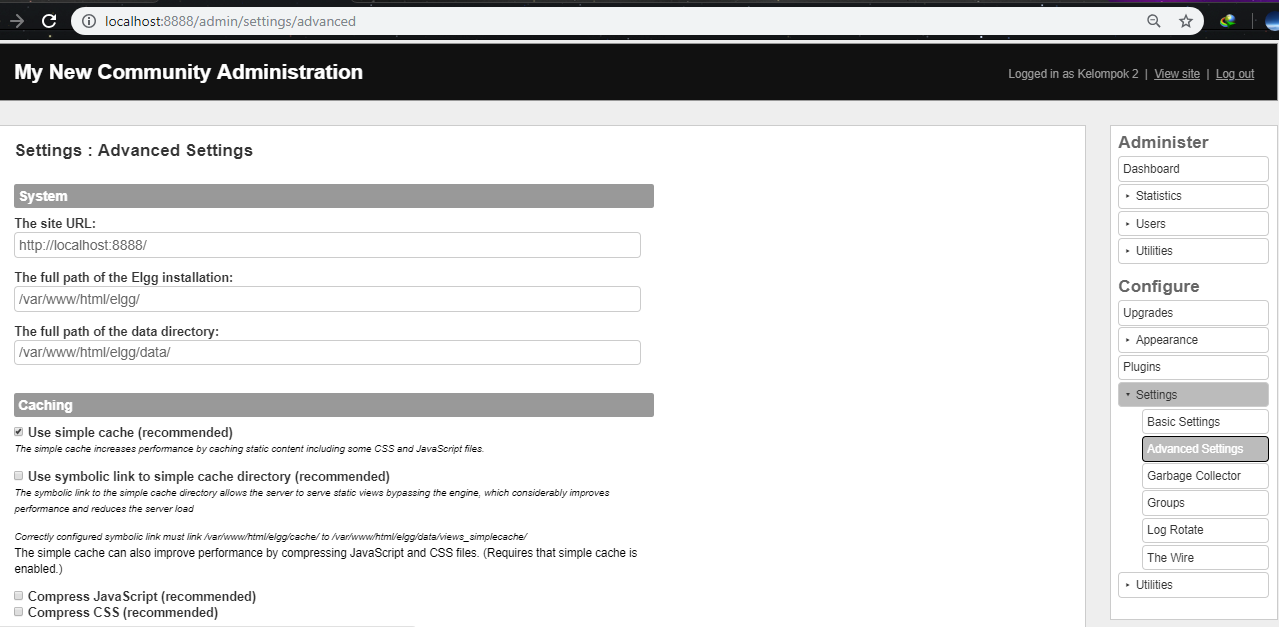 localhost:8888/admin/settings/advanced
My New Community Administration
Logged in as Kelompok 2 | View site | Log out
Settings : Advanced Settings
System
The site URL:
http://localhost:8888/
The full path of the Elgg installation:
/var/www/html/elgg/
The full path of the data directory:
/var/www/html/elgg/data/
Caching
Use simple cache (recommended)
The simple cache increases performance by caching static content including some CSS and JavaScript files.
Use symbolic link to simple cache directory (recommended)
The symbolic link to the simple cache directory allows the server to serve static views bypassing the engine, which considerably improves
performance and reduces the server load
Correctly configured symbolic link must link /var/www/html/elgg/cache/ to /var/www/html/elgg/data/views_simplecache/
The simple cache can also improve performance by compressing JavaScript and CSS files. (Requires that simple cache is
enabled.)
Compress JavaScript (recommended)
Compress CSS (recommended)
Administer
Dashboard
Statistics
Users
Utilities
Configure
Upgrades
Appearance
Plugins
Settings
Basic Settings
Advanced Settings
Garbage Collector
Groups
Log Rotate
The Wire
Utilities